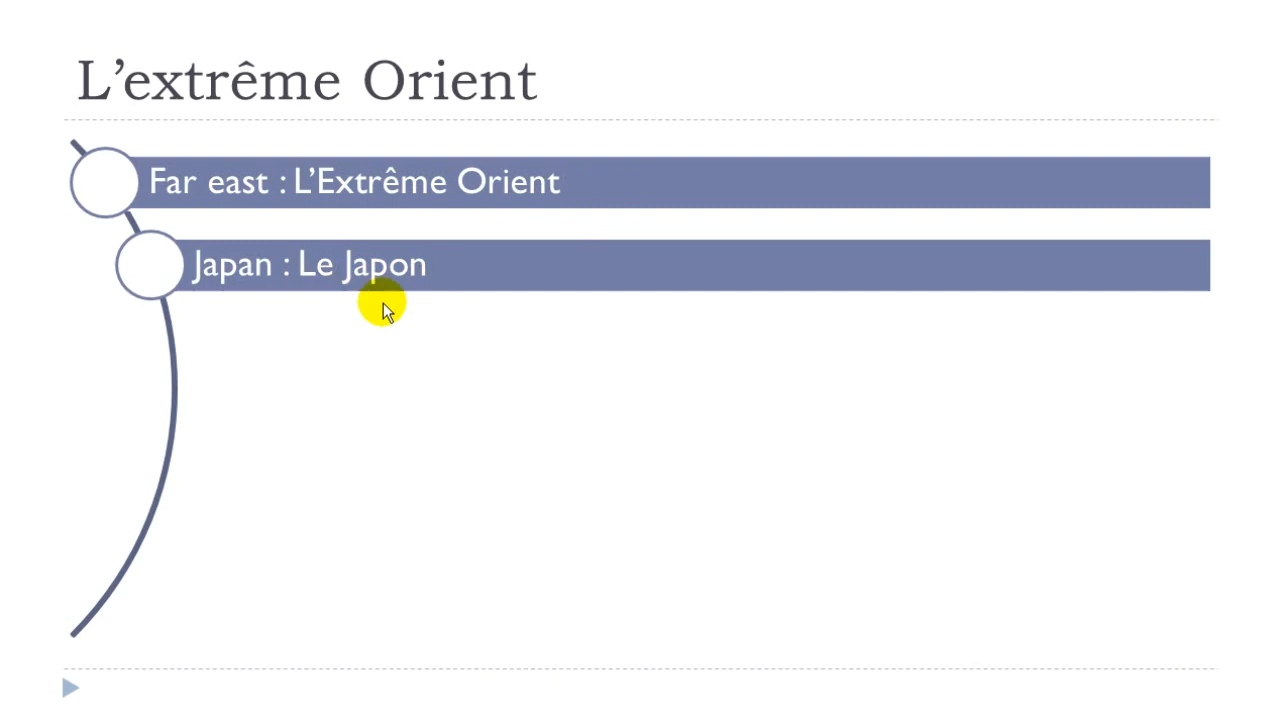 L’extrême Orient
Far east : L’Extrême Orient
Japan : Le Japon